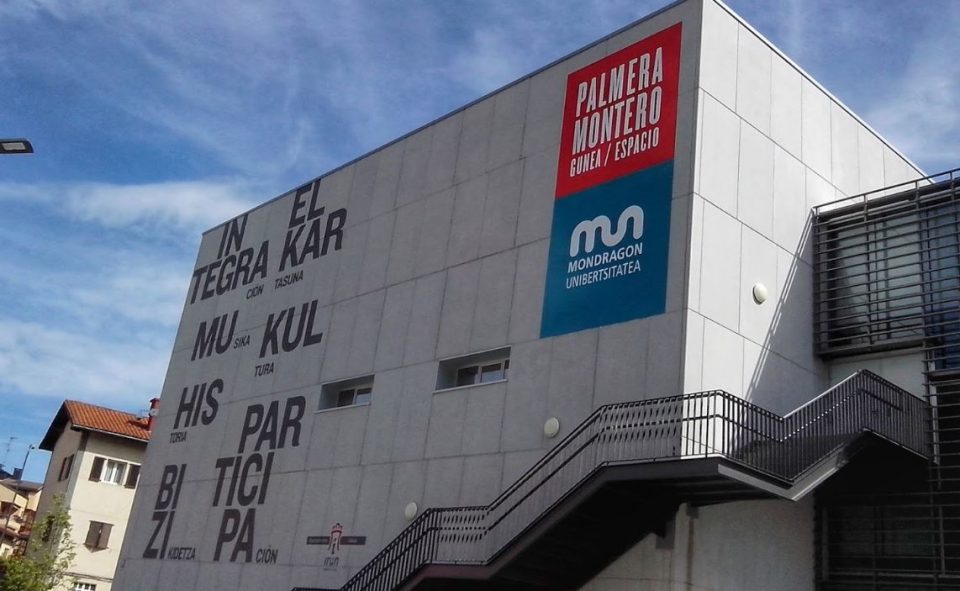 PALMERA
MONTERO
GUNEA / ESPACIO
MONDRAGON
UNIBERTSITATEA
IN
TEGRA
CIÓN
EL
KAR
TASUNA
MU
SIKA
KUL
TURA
HIS
TORIA
PAR
TICI
PA
CIÓN
BI
ZI
KIDETZA
irun